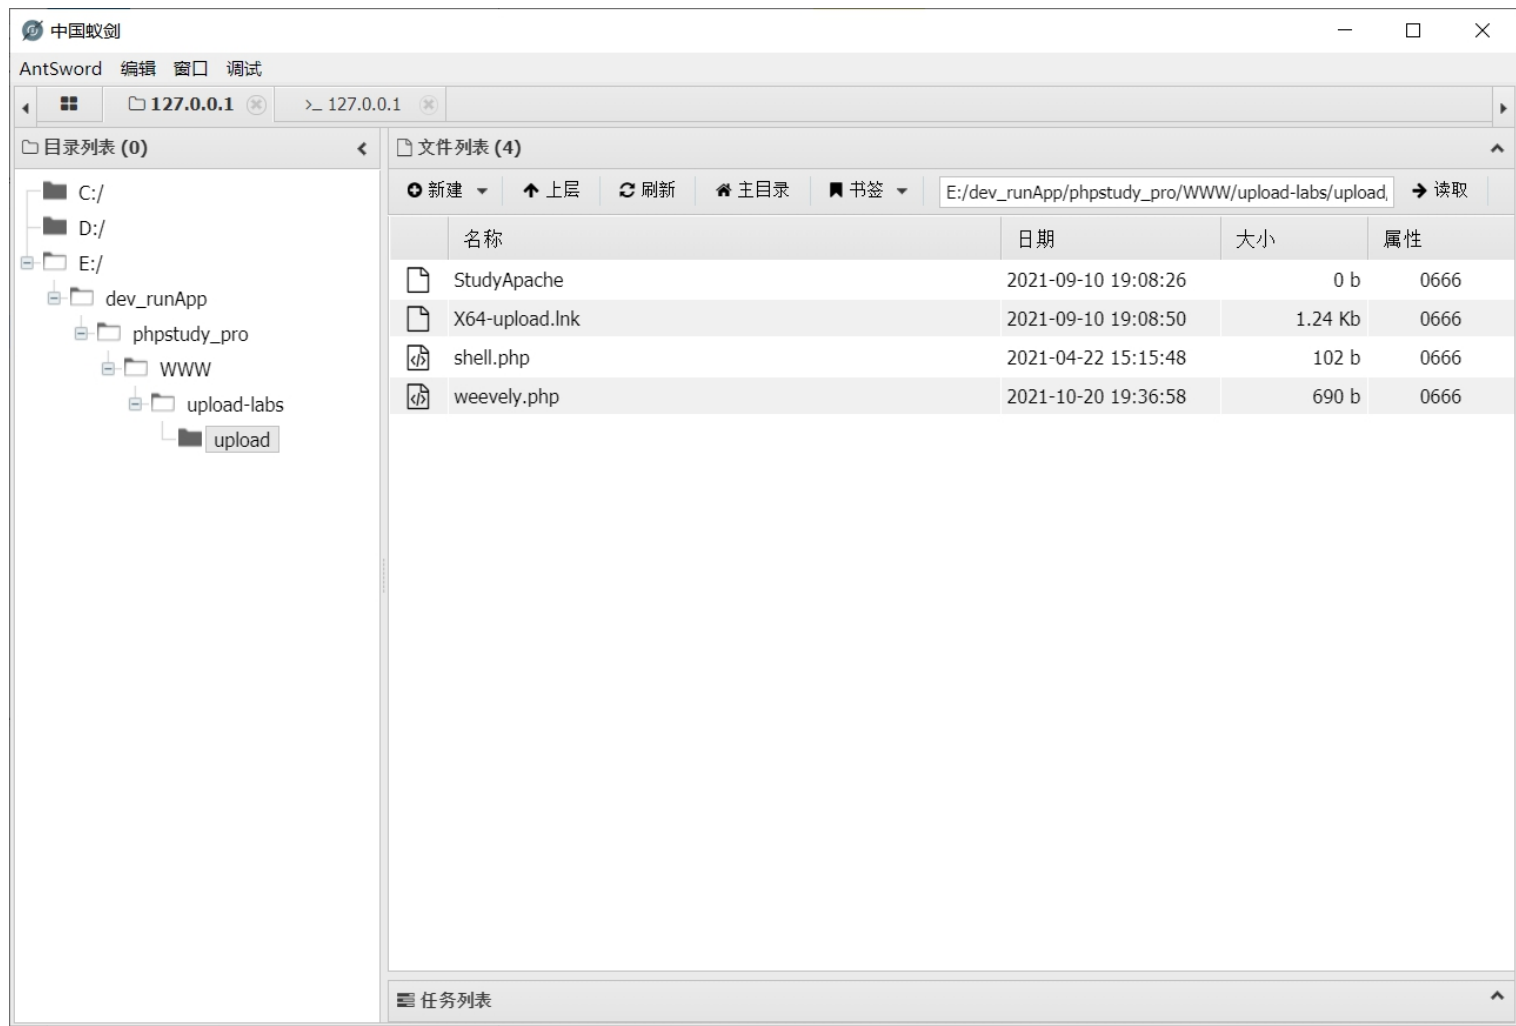 中国蚁剑
AntSword 编辑 窗口 调试
127.0.0.1 >_ 127.0.0.1
目录列表 (0)
C:/
D:/
E:/
dev_runApp
phpstudy_pro
WWW
upload-labs
upload
文件列表 (4)
新建 上层 刷新 主目录 书签 E:/dev_runApp/phpstudy_pro/WWW/upload-labs/upload/ 读取
名称 日期 大小 属性
StudyApache 2021-09-10 19:08:26 0 b 0666
X64-upload.lnk 2021-09-10 19:08:50 1.24 Kb 0666
shell.php 2021-04-22 15:15:48 102 b 0666
weevely.php 2021-10-20 19:36:58 690 b 0666
任务列表